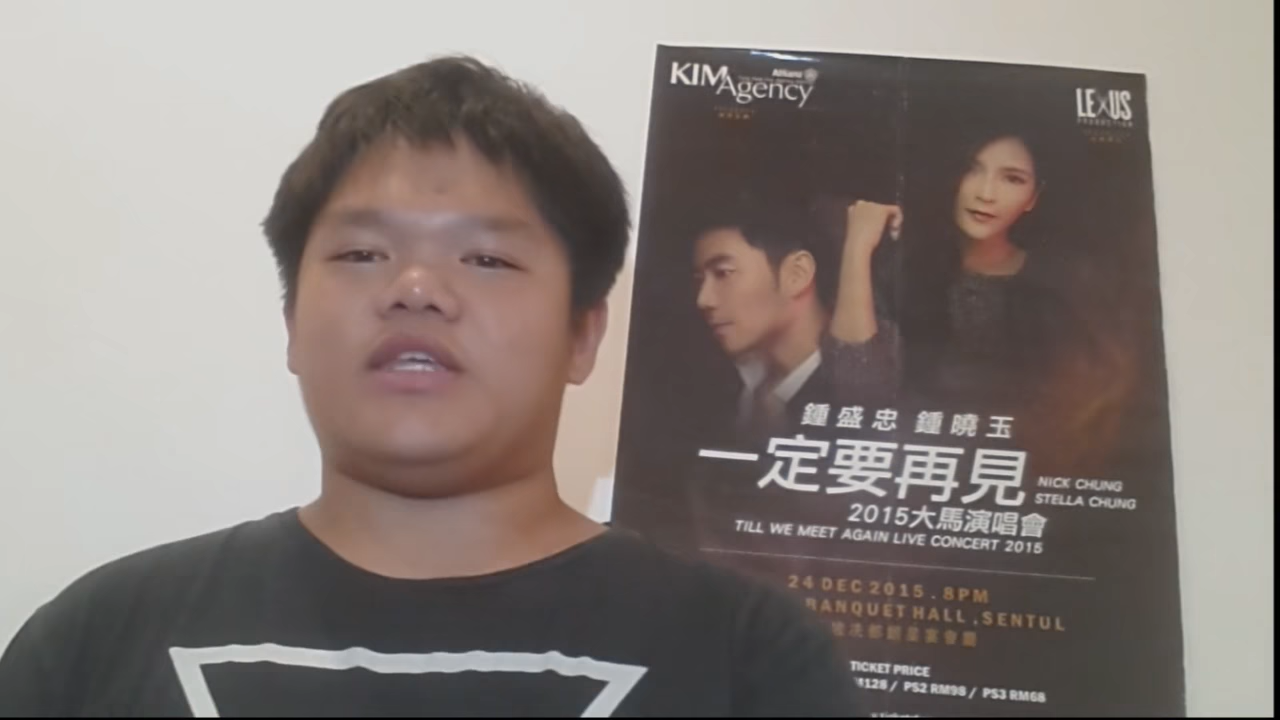 KIM Agency
Allianz
LEXUS
PRODUCTION
鍾盛忠 鍾曉玉
一定要再見
NICK CHUNG
STELLA CHUNG
2015大馬演唱會
TILL WE MEET AGAIN LIVE CONCERT 2015
24 DEC 2015 . 8PM
BANQUET HALL , SENTUL
TICKET PRICE
M128 / PS2 RM98 / PS3 RM68